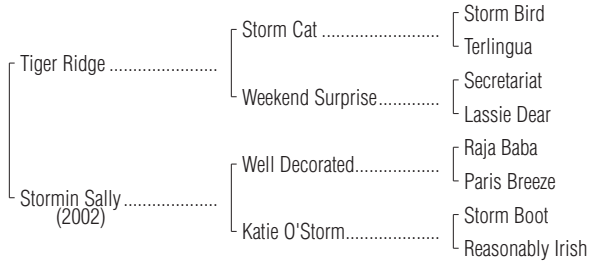 Storm Bird
Storm Cat ........................
Terlingua
Tiger Ridge ......................
Secretariat
Weekend Surprise.............
Lassie Dear
Raja Baba
Well Decorated..................
Paris Breeze
Stormin Sally ...................
(2002)
Storm Boot
Katie O'Storm....................
Reasonably Irish